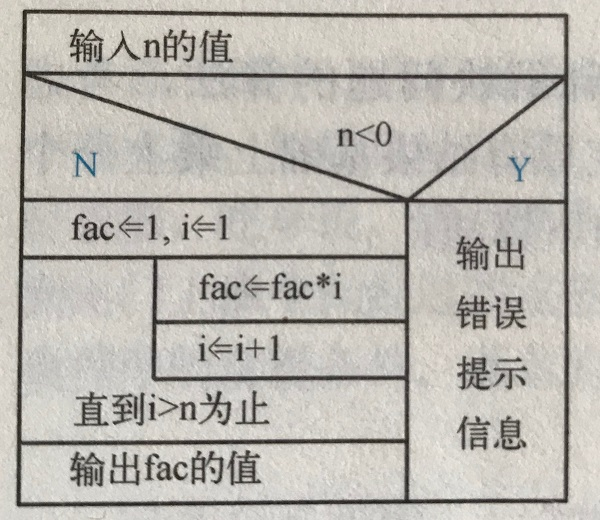 输入n的值
n<0
N
Y
fac⇐1, i⇐1
fac⇐fac*i
i⇐i+1
直到i>n为止
输出fac的值
输出
错误
提示
信息